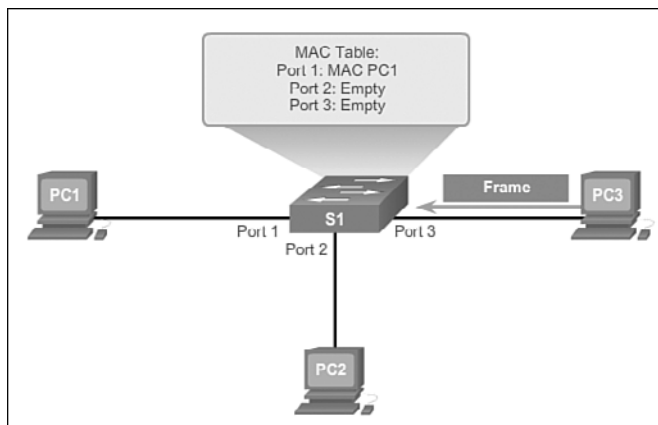 MAC Table:
Port 1: MAC PC1
Port 2: Empty
Port 3: Empty
PC1
Frame
PC3
S1
Port 1
Port 3
Port 2
PC2